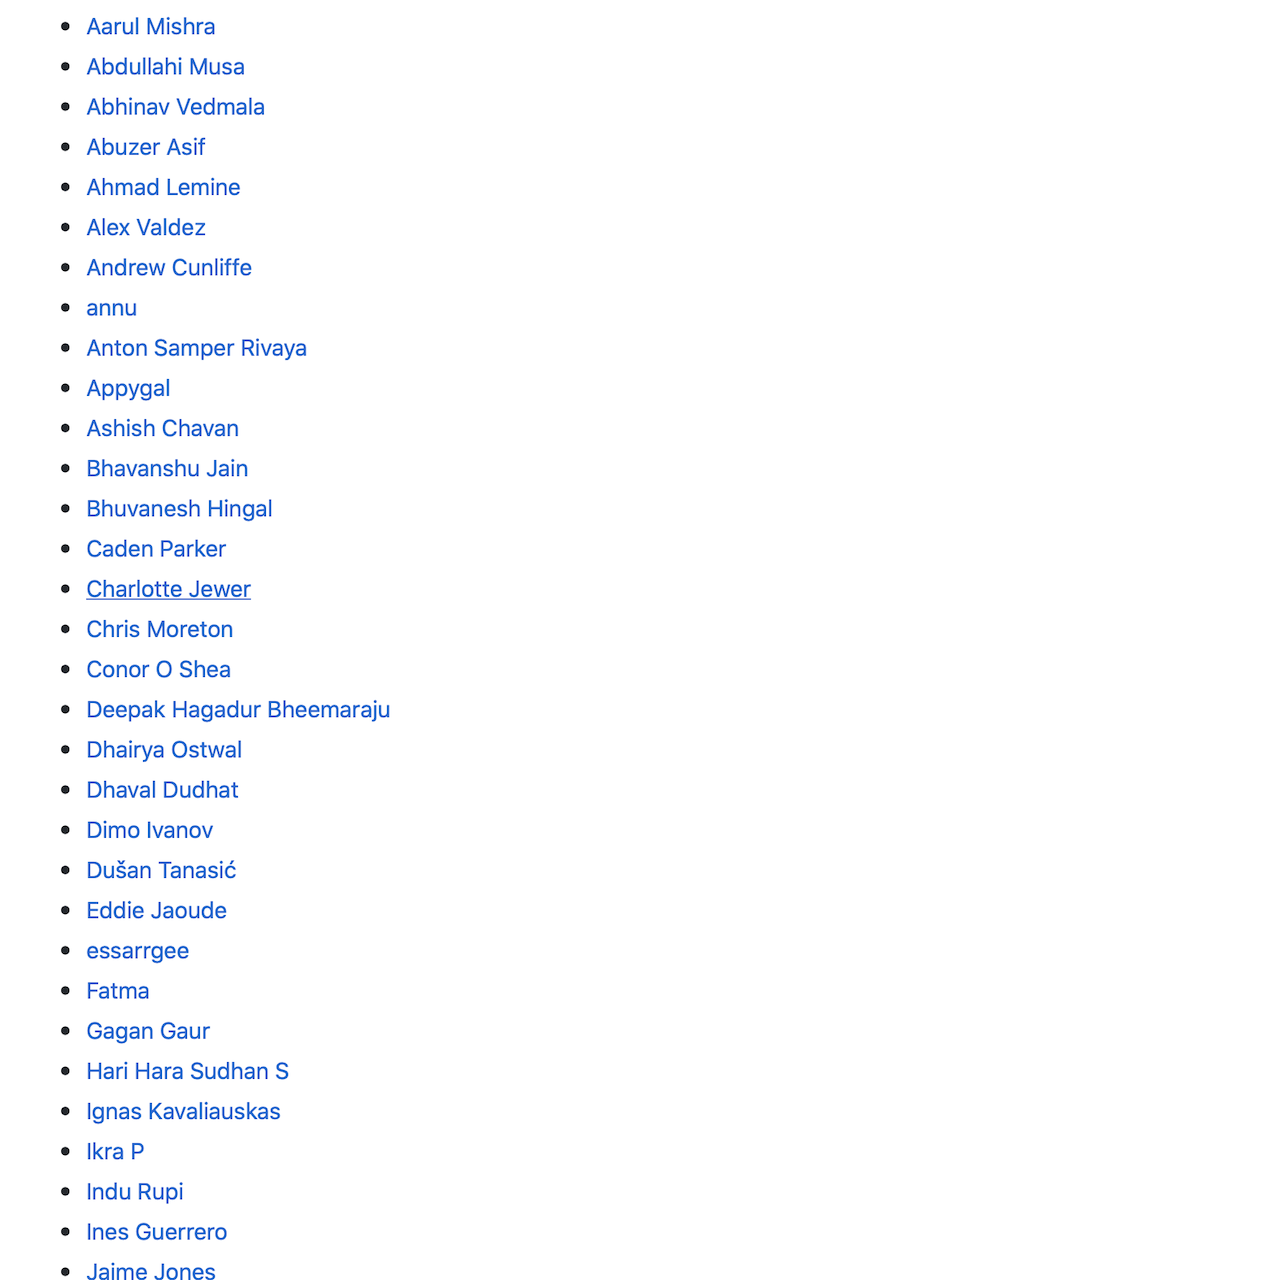 Aarul Mishra
Abdullahi Musa
Abhinav Vedmala
Abuzer Asif
Ahmad Lemine
Alex Valdez
Andrew Cunliffe
annu
Anton Samper Rivaya
Appygal
Ashish Chavan
Bhavanshu Jain
Bhuvanesh Hingal
Caden Parker
Charlotte Jewer
Chris Moreton
Conor O Shea
Deepak Hagadur Bheemaraju
Dhairya Ostwal
Dhaval Dudhat
Dimo Ivanov
Dušan Tanasić
Eddie Jaoude
essarrgee
Fatma
Gagan Gaur
Hari Hara Sudhan S
Ignas Kavaliauskas
Ikra P
Indu Rupi
Ines Guerrero
Jaime Jones